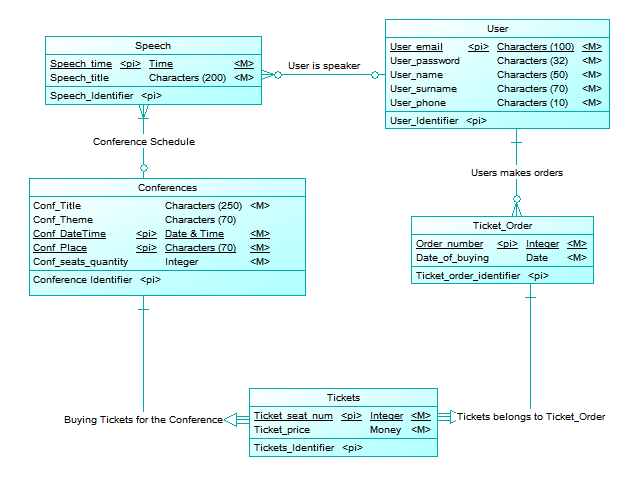 Speech
Speech_time <pi> Time <M>
Speech_title Characters (200) <M>
Speech_Identifier <pi>
User is speaker
User
User_email <pi> Characters (100) <M>
User_password Characters (32) <M>
User_name Characters (50) <M>
User_surname Characters (70) <M>
User_phone Characters (10) <M>
User_Identifier <pi>
Conference Schedule
Users makes orders
Conferences
Conf_Title Characters (250) <M>
Conf_Theme Characters (70)
Conf_DateTime <pi> Date & Time <M>
Conf_Place <pi> Characters (70) <M>
Conf_seats_quantity Integer <M>
Conference Identifier <pi>
Ticket_Order
Order_number <pi> Integer <M>
Date_of_buying Date <M>
Ticket_order_identifier <pi>
Buying Tickets for the Conference
Tickets
Ticket_seat_num <pi> Integer <M>
Ticket_price Money <M>
Tickets_Identifier <pi>
Tickets belongs to Ticket_Order